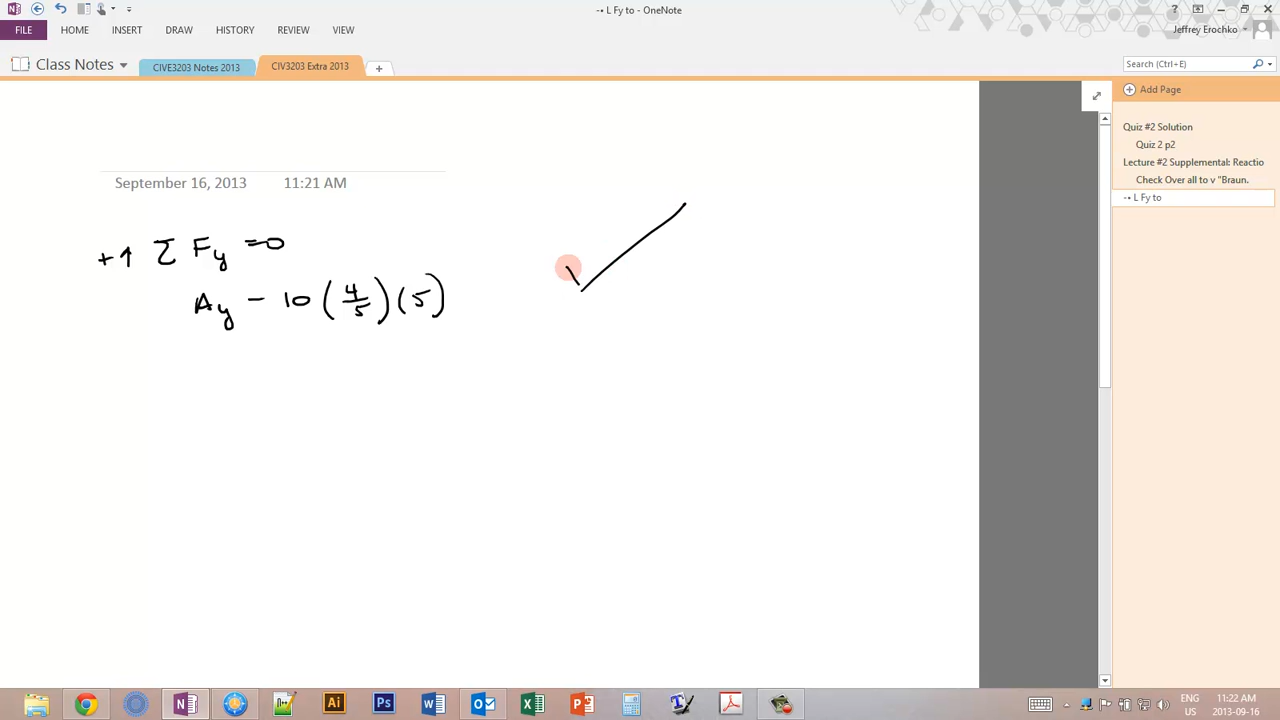 -• L Fy to - OneNote
?
FILE
HOME
INSERT
DRAW
HISTORY
REVIEW
VIEW
Jeffrey Erochko
Class Notes
CIVE3203 Notes 2013
CIV3203 Extra 2013
+
Search (Ctrl+E)
Add Page
Quiz #2 Solution
Quiz 2 p2
Lecture #2 Supplemental: Reactio
Check Over all to v "Braun.
-• L Fy to
September 16, 2013 11:21 AM
+↑ Σ Fy =0
Ay - 10 (4/5) (5)
ENG 11:22 AM
US 2013-09-16